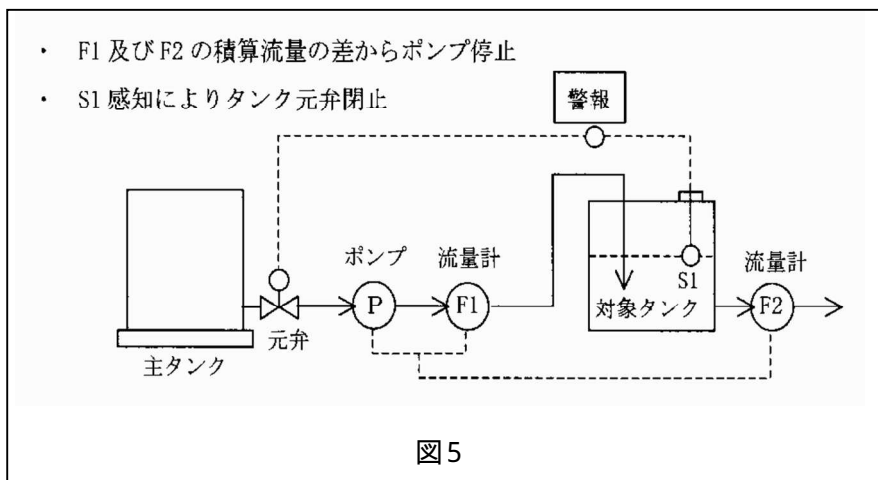 ・ F1 及び F2 の積算流量の差からポンプ停止
・ S1 感知によりタンク元弁閉止
警報
ポンプ
流量計
流量計
P
F1
S1
F2
対象タンク
元弁
主タンク
図5